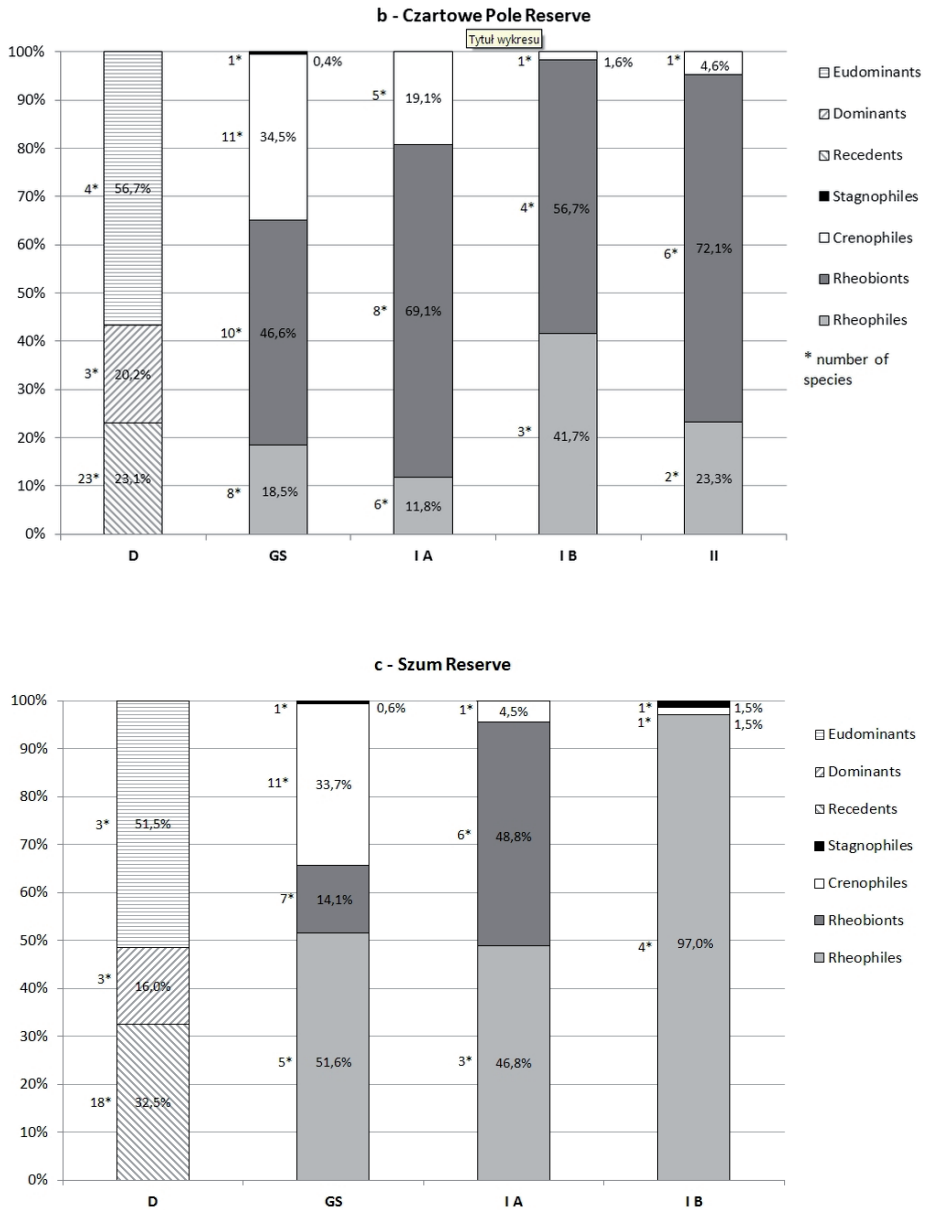 b - Czartowe Pole Reserve
Tytuł wykresu
100%
90%
80%
70%
60%
50%
40%
30%
20%
10%
0%
4* 56,7%
3* 20,2%
23* 23,1%
1* 0,4%
11* 34,5%
10* 46,6%
8* 18,5%
5* 19,1%
8* 69,1%
6* 11,8%
1* 1,6%
4* 56,7%
3* 41,7%
1* 4,6%
6* 72,1%
2* 23,3%
D GS I A I B II
Eudominants
Dominants
Recedents
Stagnophiles
Crenophiles
Rheobionts
Rheophiles
* number of
species
c - Szum Reserve
100%
90%
80%
70%
60%
50%
40%
30%
20%
10%
0%
3* 51,5%
3* 16,0%
18* 32,5%
1* 0,6%
11* 33,7%
7* 14,1%
5* 51,6%
1* 4,5%
6* 48,8%
3* 46,8%
1* 1,5%
1* 1,5%
4* 97,0%
D GS I A I B
Eudominants
Dominants
Recedents
Stagnophiles
Crenophiles
Rheobionts
Rheophiles